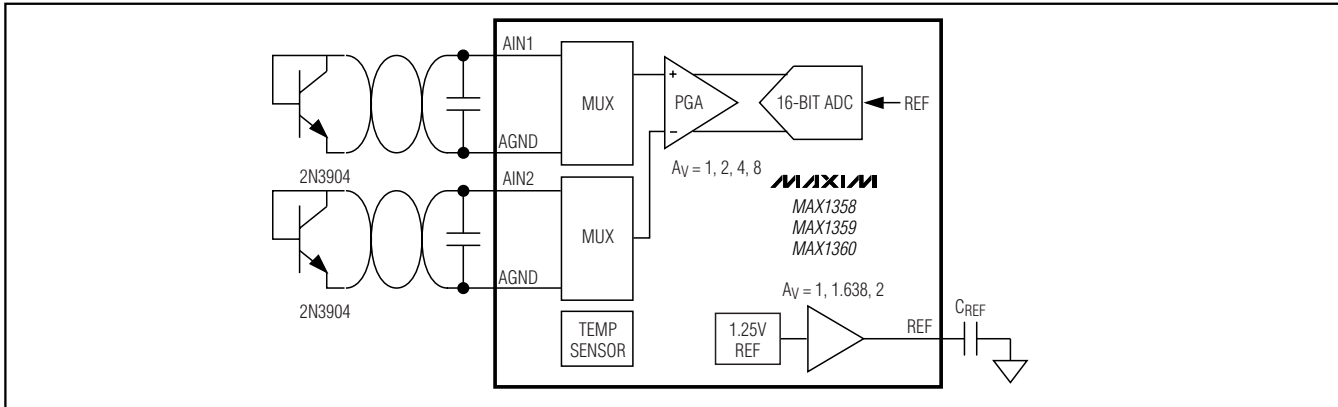 AIN1
MUX
+
PGA
−
16-BIT ADC
REF
AGND
2N3904
AV = 1, 2, 4, 8
MAXIM
MAX1358
MAX1359
MAX1360
AIN2
MUX
AGND
2N3904
TEMP
SENSOR
AV = 1, 1.638, 2
1.25V
REF
REF
CREF